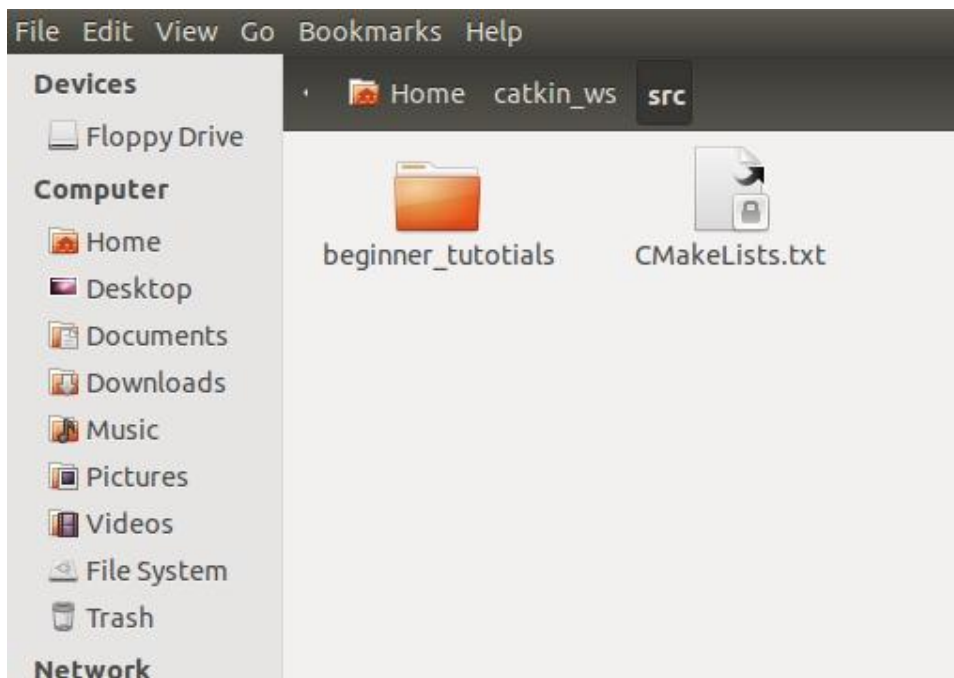 File Edit View Go Bookmarks Help
Devices
Floppy Drive
Computer
Home
Desktop
Documents
Downloads
Music
Pictures
Videos
File System
Trash
Network
Home catkin_ws src
beginner_tutotials
CMakeLists.txt